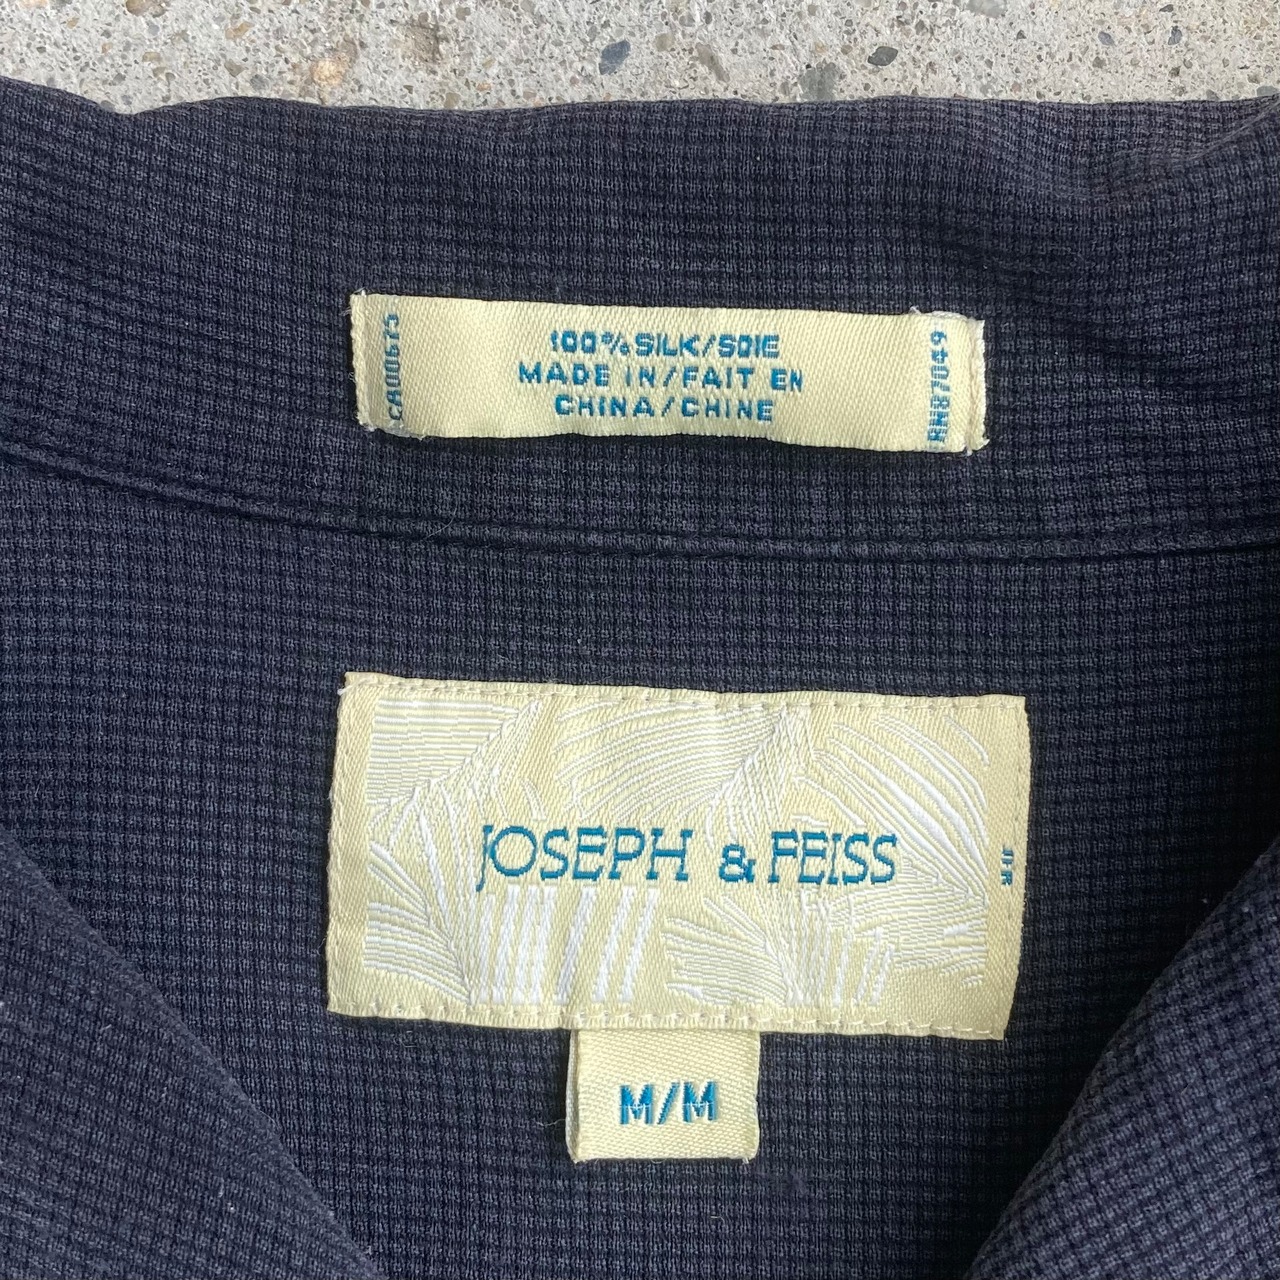 CA00675
100% SILK/SOIE
MADE IN/FAIT EN
CHINA/CHINE
RN87049
JOSEPH & FEISS
M/M